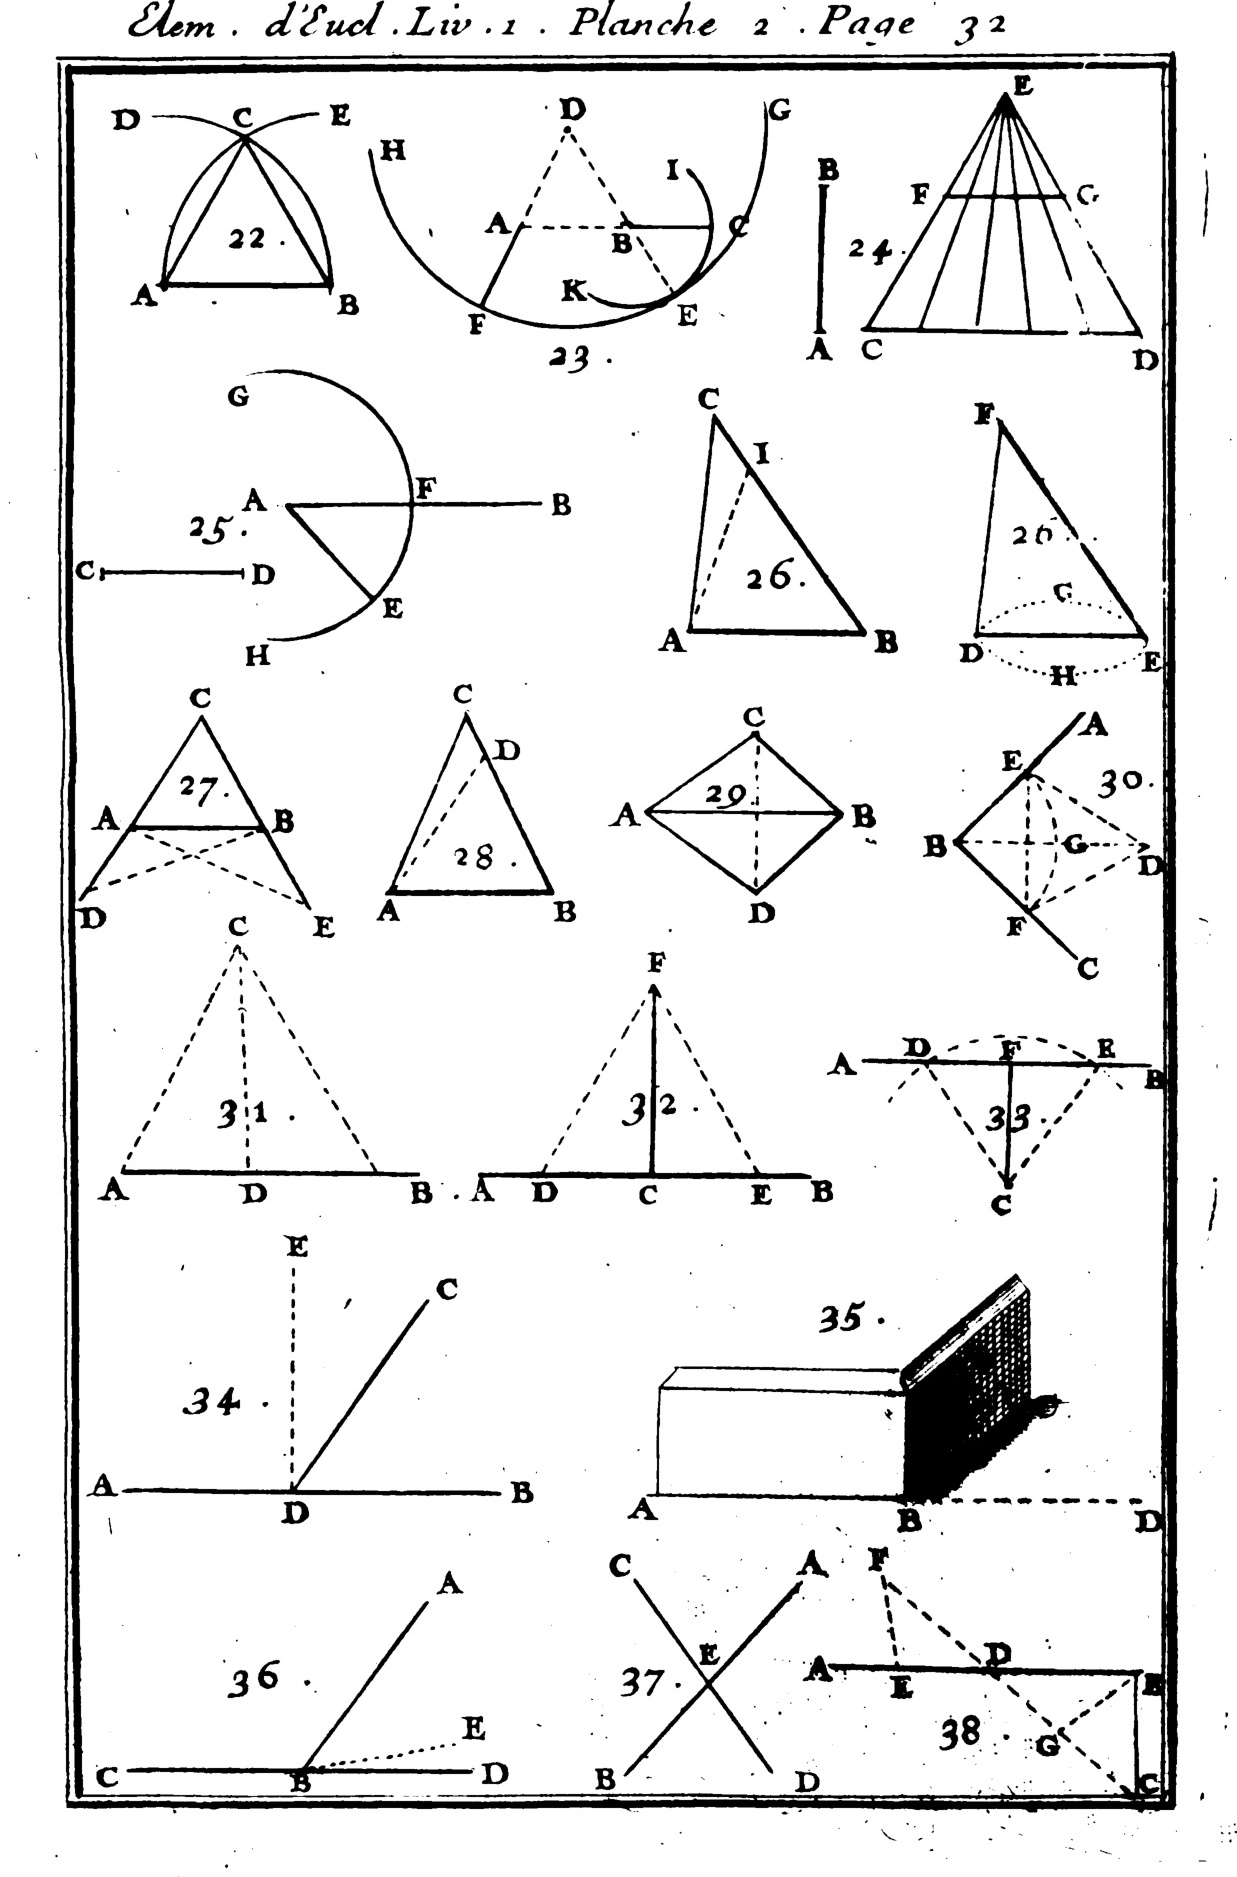 Elem. d'Eucl. Liv. 1. Planche 2. Page 32
D C E
22.
A B
H D G
I
A B C
K
F E
23.
B E
F G
24.
A C D
G
A F B
25.
C D
E
H
C
I
26.
A B
F
26.
G
D E
H
C
27.
A B
D E
C
D
28.
A B
C
29.
A B
D
A
E
30.
B G D
F
C
C
31.
A D B
F
32.
A D C E B
A D F E B
33.
C
E
C
34.
A D B
35.
C
A B D
A
36.
E
C B D
C A
E
37.
B D
F
A E D B
38.
G
C